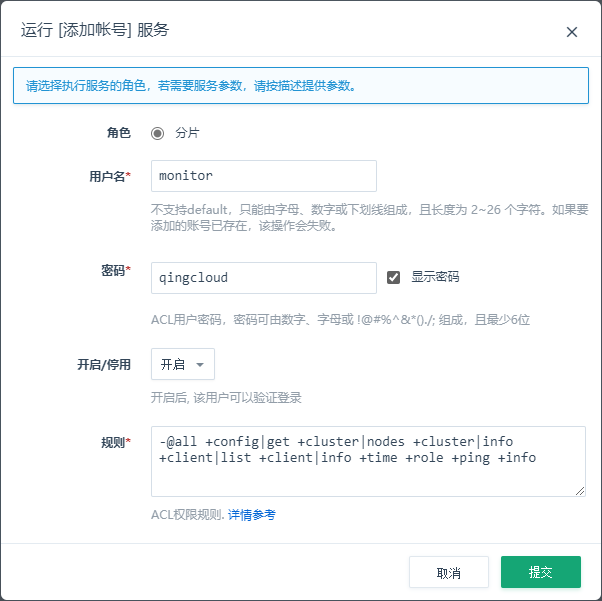 运行 [添加帐号] 服务
请选择执行服务的角色，若需要服务参数，请按描述提供参数。
角色 分片
用户名* monitor
不支持default，只能由字母、数字或下划线组成，且长度为 2~26 个字符。如果要
添加的账号已存在，该操作会失败。
密码* qingcloud 显示密码
ACL用户密码，密码可由数字、字母或 !@#%^&*()./; 组成，且最少6位
开启/停用 开启
开启后, 该用户可以验证登录
规则* -@all +config|get +cluster|nodes +cluster|info
+client|list +client|info +time +role +ping +info
ACL权限规则. 详情参考
取消 提交